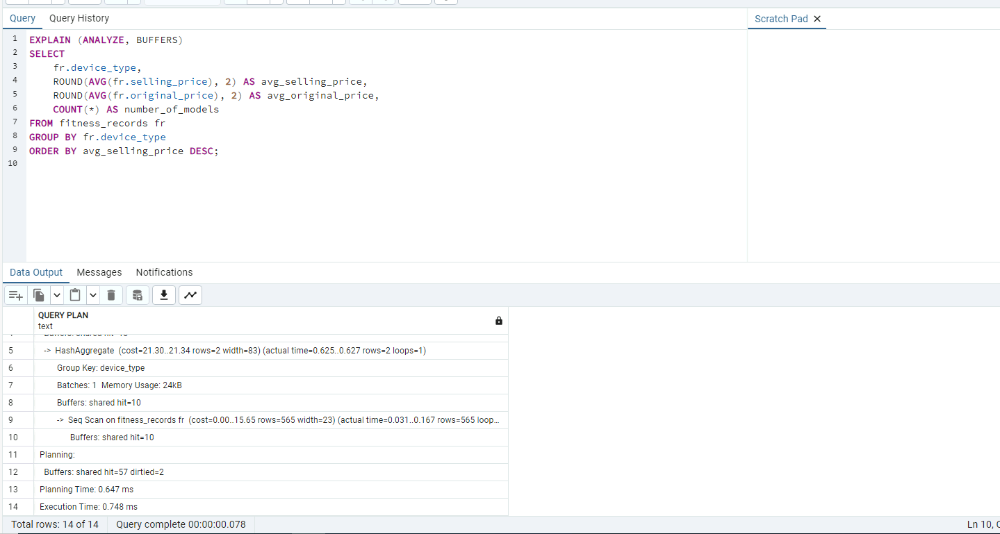 Query Query History
Scratch Pad
1 EXPLAIN (ANALYZE, BUFFERS)
2 SELECT
3 fr.device_type,
4 ROUND(AVG(fr.selling_price), 2) AS avg_selling_price,
5 ROUND(AVG(fr.original_price), 2) AS avg_original_price,
6 COUNT(*) AS number_of_models
7 FROM fitness_records fr
8 GROUP BY fr.device_type
9 ORDER BY avg_selling_price DESC;
10
Data Output Messages Notifications
QUERY PLAN
text
5 -> HashAggregate (cost=21.30..21.34 rows=2 width=83) (actual time=0.625..0.627 rows=2 loops=1)
6 Group Key: device_type
7 Batches: 1 Memory Usage: 24kB
8 Buffers: shared hit=10
9 -> Seq Scan on fitness_records fr (cost=0.00..15.65 rows=565 width=23) (actual time=0.031..0.167 rows=565 loop...
10 Buffers: shared hit=10
11 Planning:
12 Buffers: shared hit=57 dirtied=2
13 Planning Time: 0.647 ms
14 Execution Time: 0.748 ms
Total rows: 14 of 14 Query complete 00:00:00.078
Ln 10,